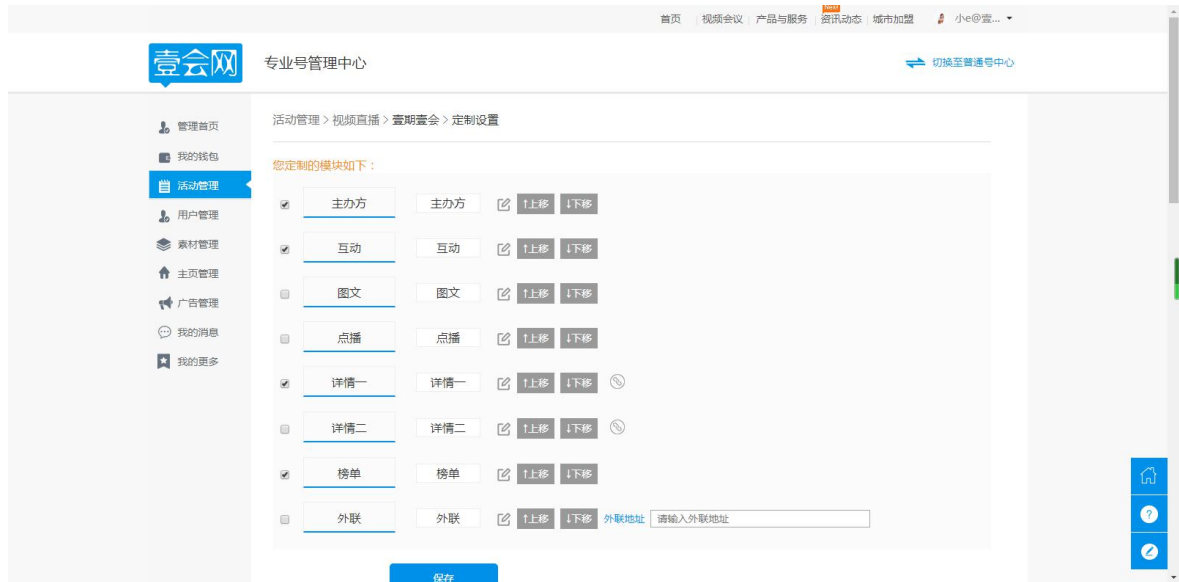 Next
首页 视频会议 产品与服务 资讯动态 城市加盟 小e@壹...
壹会网 专业号管理中心 切换至普通号中心
管理首页
我的钱包
活动管理
用户管理
素材管理
主页管理
广告管理
我的消息
我的更多
活动管理 > 视频直播 > 壹期壹会 > 定制设置
您定制的模块如下：
主办方 主办方 ↑上移 ↓下移
互动 互动 ↑上移 ↓下移
图文 图文 ↑上移 ↓下移
点播 点播 ↑上移 ↓下移
详情一 详情一 ↑上移 ↓下移
详情二 详情二 ↑上移 ↓下移
榜单 榜单 ↑上移 ↓下移
外联 外联 ↑上移 ↓下移 外联地址 请输入外联地址
保存